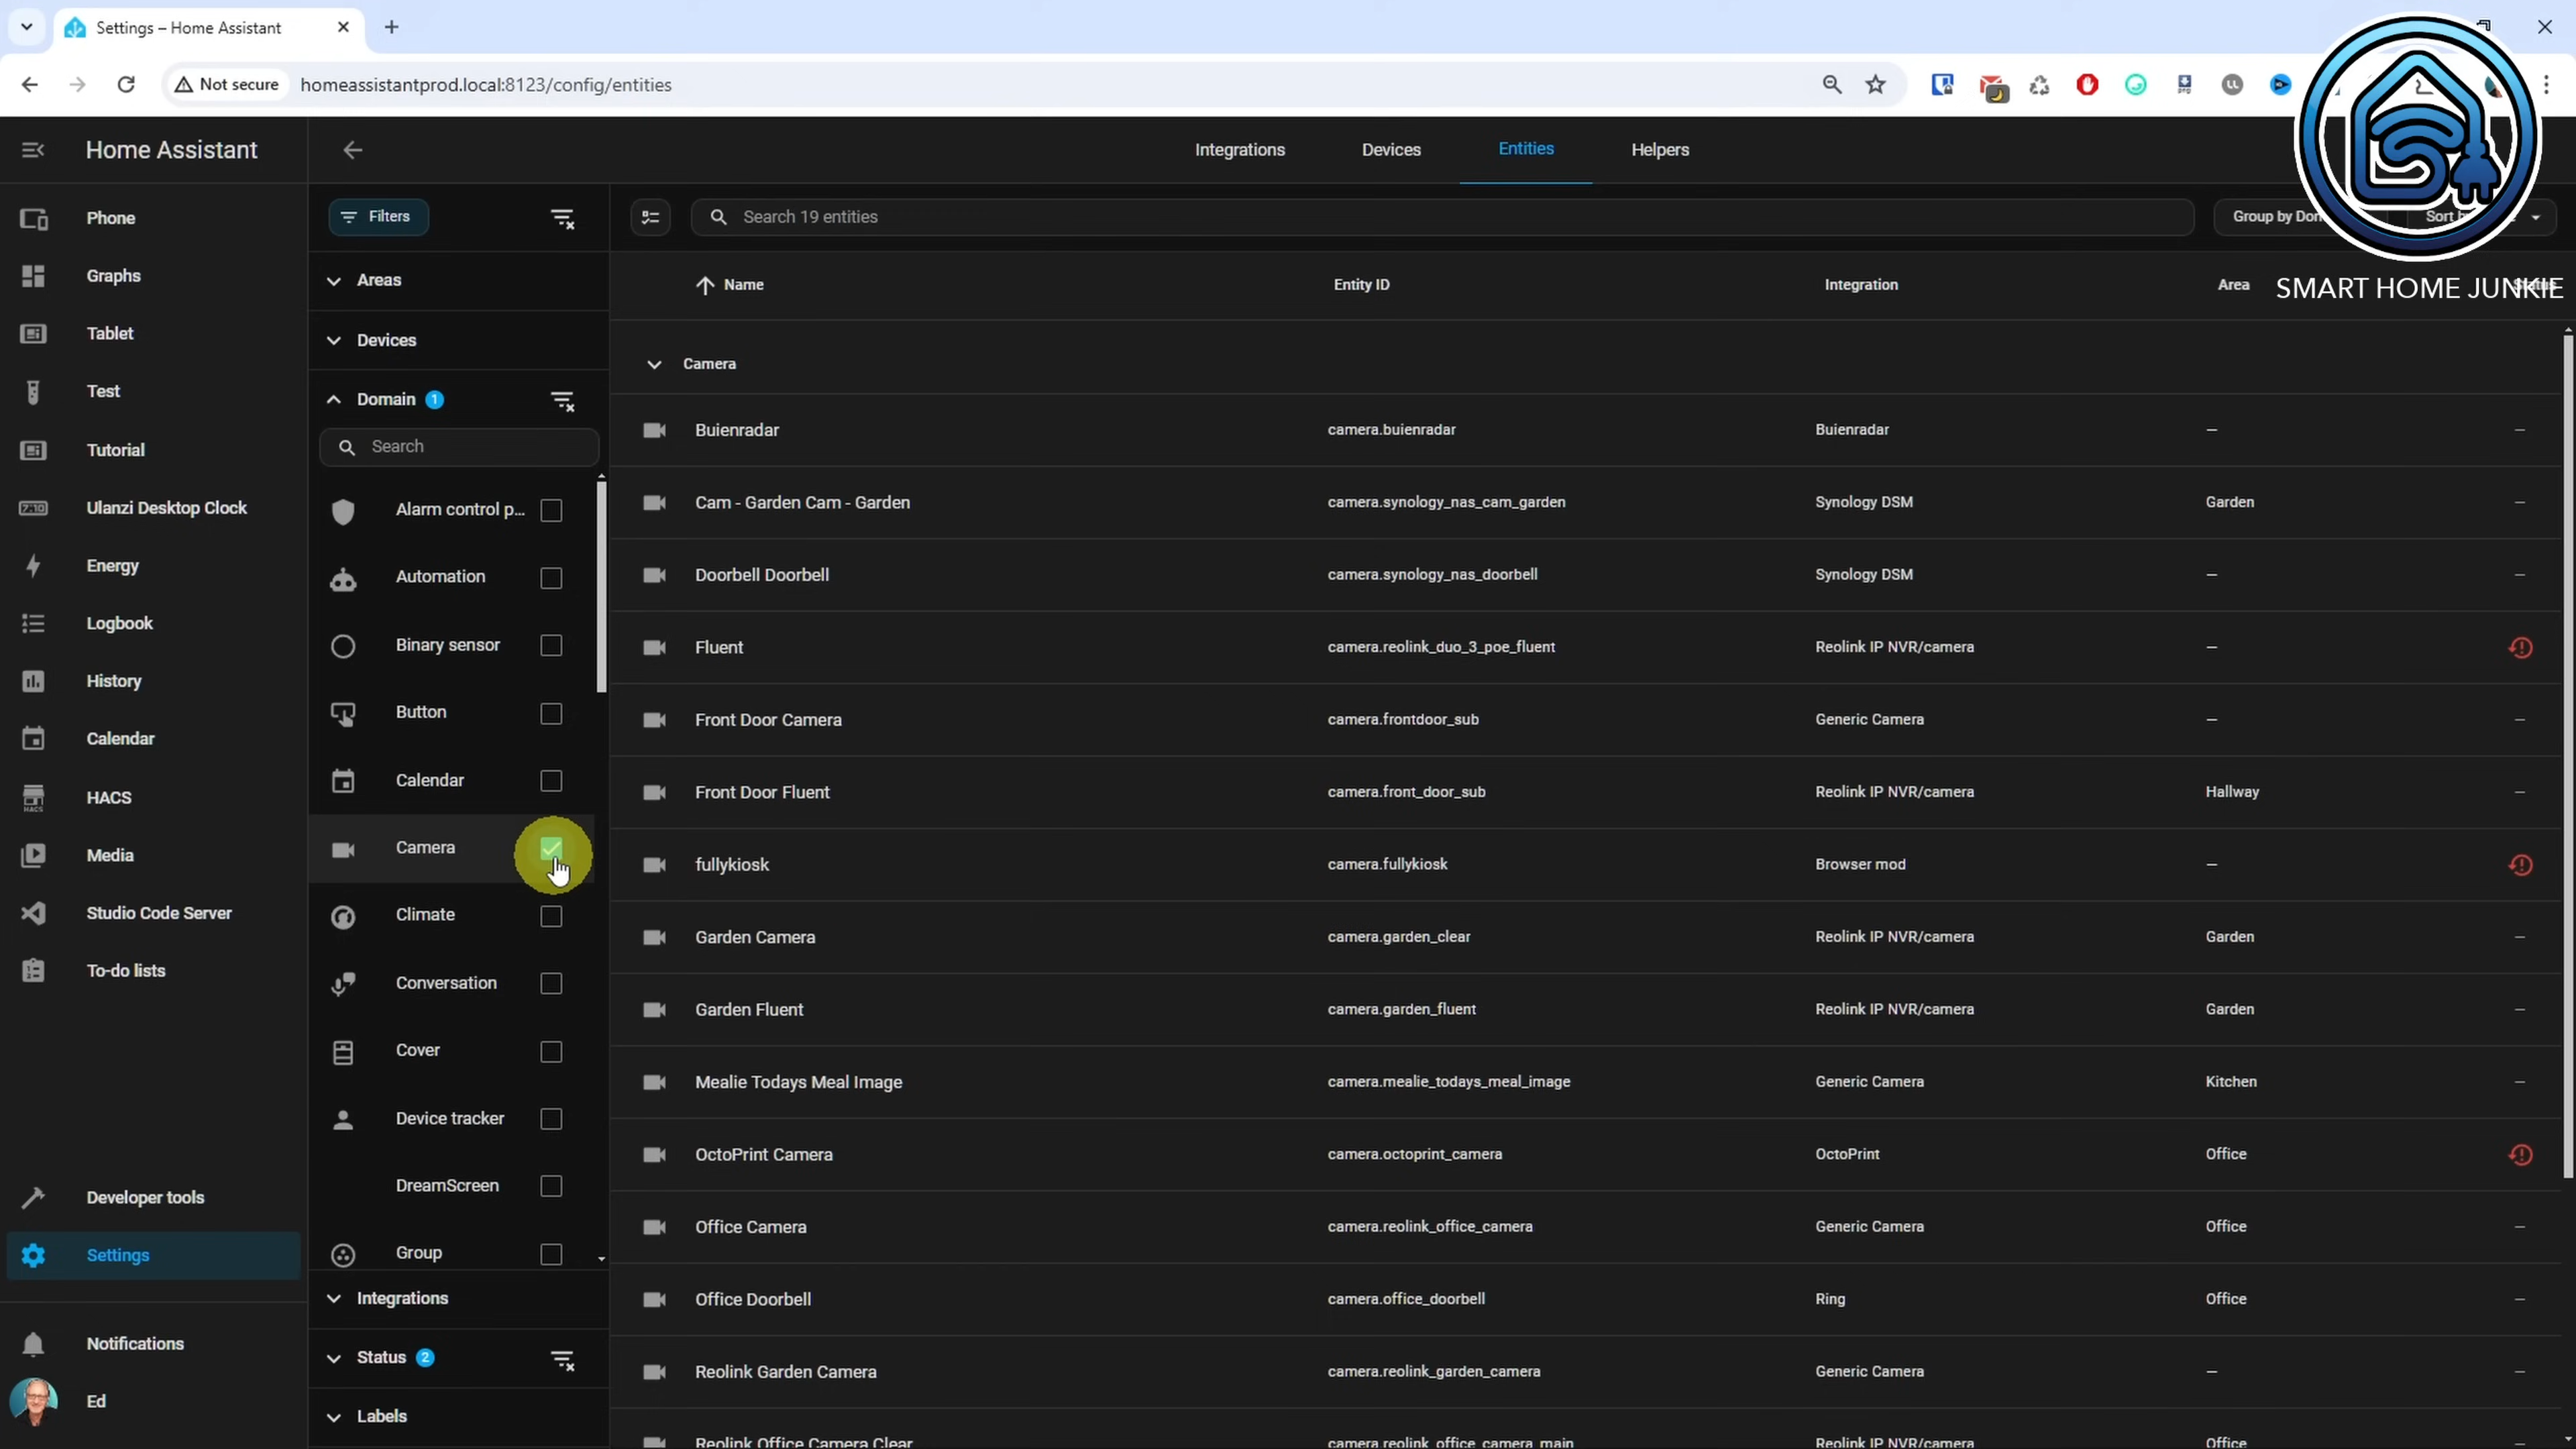 Settings – Home Assistant
Not secure
homeassistantprod.local:8123/config/entities
Home Assistant
Integrations
Devices
Entities
Helpers
Phone
Graphs
Tablet
Test
Tutorial
Ulanzi Desktop Clock
Energy
Logbook
History
Calendar
HACS
Media
Studio Code Server
To-do lists
Developer tools
Settings
Notifications
Ed
Filters
Areas
Devices
Domain 1
Search
Alarm control p...
Automation
Binary sensor
Button
Calendar
Camera
Climate
Conversation
Cover
Device tracker
DreamScreen
Group
Integrations
Status 2
Labels
Search 19 entities
Group by
Name Entity ID Integration Area
SMART HOME JUNKIE
Camera
Buienradar camera.buienradar Buienradar —
Cam - Garden Cam - Garden camera.synology_nas_cam_garden Synology DSM Garden —
Doorbell Doorbell camera.synology_nas_doorbell Synology DSM — —
Fluent camera.reolink_duo_3_poe_fluent Reolink IP NVR/camera —
Front Door Camera camera.frontdoor_sub Generic Camera — —
Front Door Fluent camera.front_door_sub Reolink IP NVR/camera Hallway —
fullykiosk camera.fullykiosk Browser mod —
Garden Camera camera.garden_clear Reolink IP NVR/camera Garden —
Garden Fluent camera.garden_fluent Reolink IP NVR/camera Garden —
Mealie Todays Meal Image camera.mealie_todays_meal_image Generic Camera Kitchen —
OctoPrint Camera camera.octoprint_camera OctoPrint Office
Office Camera camera.reolink_office_camera Generic Camera Office —
Office Doorbell camera.office_doorbell Ring Office —
Reolink Garden Camera camera.reolink_garden_camera Generic Camera — —
Reolink Office Camera Clear camera.reolink_office_camera_main Reolink IP NVR/camera Office